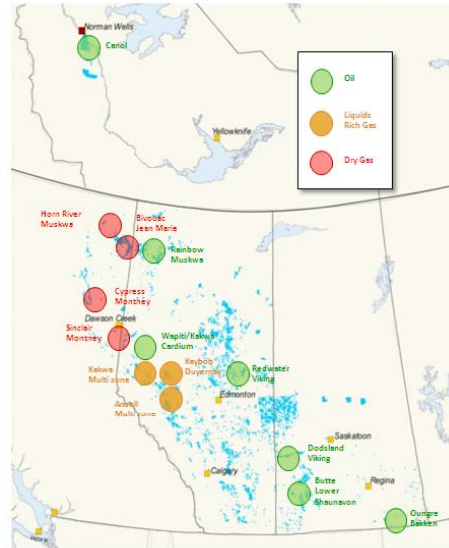 Norman Wells
Canol
Yellowknife
Oil
Liquids
Rich Gas
Dry Gas
Horn River
Muskwa
Bivouac
Jean Marie
Rainbow
Muskwa
Cypress
Montney
Dawson Creek
Sinclair
Montney
Wapiti/Kakwa
Cardium
Kakwa
Multi zone
Kaybob
Duvernay
Ansell
Multi zone
Redwater
Viking
Edmonton
Dodsland
Viking
Saskatoon
Calgary
Butte
Lower
Shaunavon
Regina
Oungre
Bakken